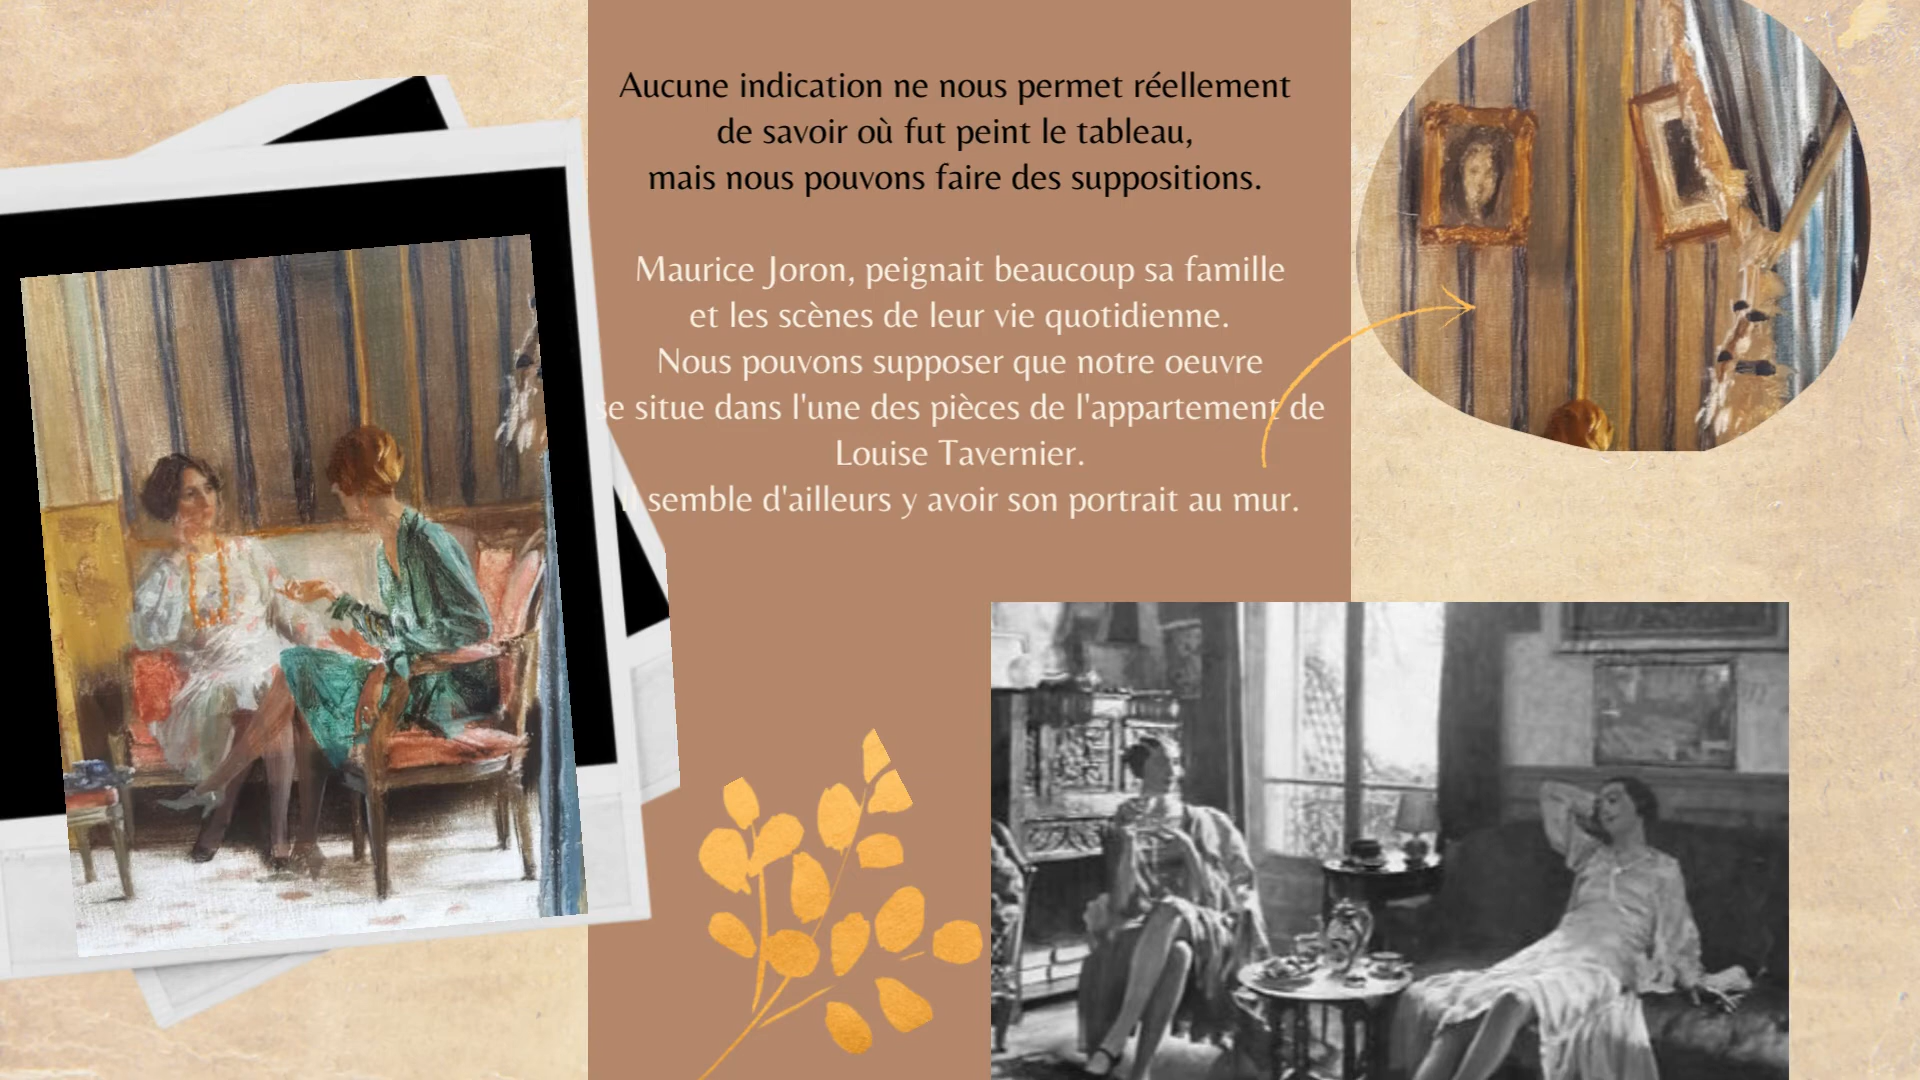 Aucune indication ne nous permet réellement
de savoir où fut peint le tableau,
mais nous pouvons faire des suppositions.
Maurice Joron, peignait beaucoup sa famille
et les scènes de leur vie quotidienne.
Nous pouvons supposer que notre oeuvre
se situe dans l'une des pièces de l'appartement de
Louise Tavernier.
Il semble d'ailleurs y avoir son portrait au mur.